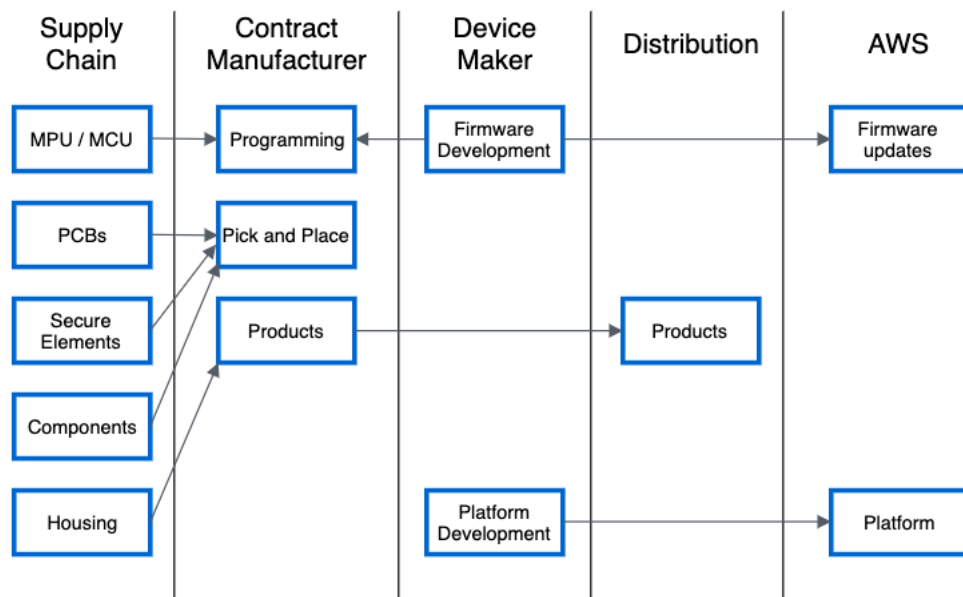 Supply
Chain
Contract
Manufacturer
Device
Maker
Distribution
AWS
MPU / MCU
Programming
Firmware
Development
Firmware
updates
PCBs
Pick and Place
Secure
Elements
Products
Products
Components
Housing
Platform
Development
Platform